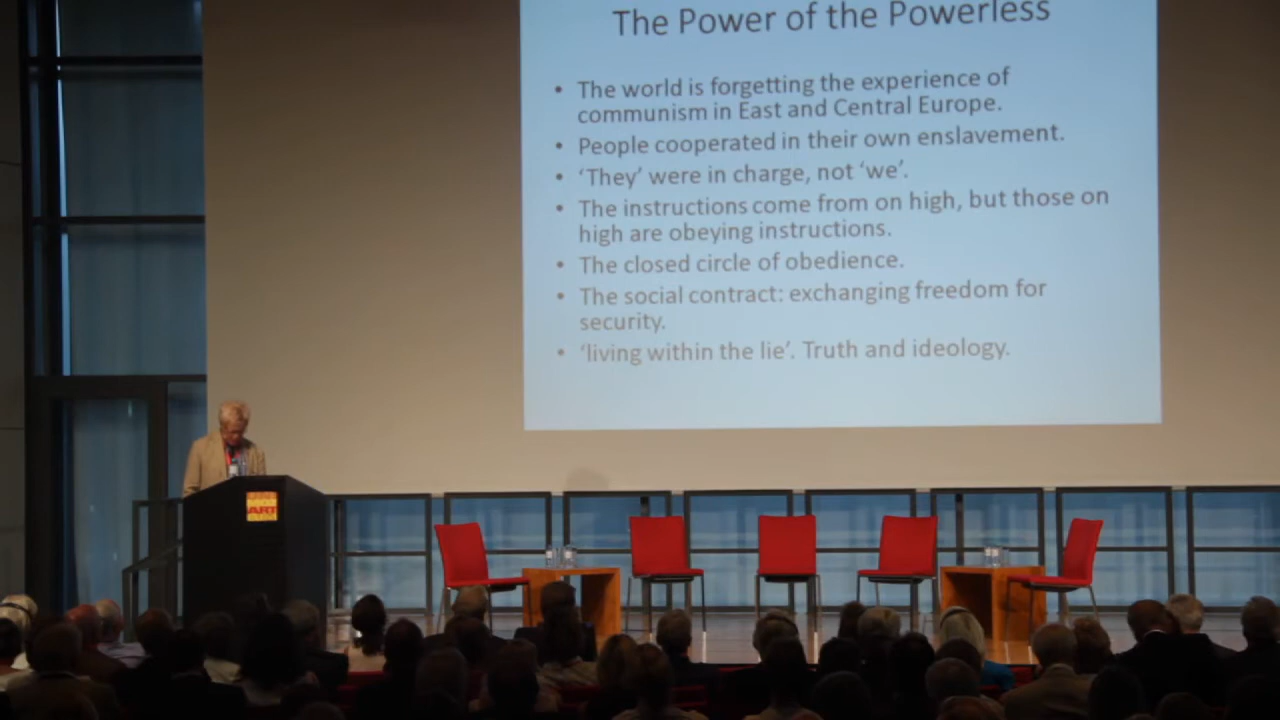 The Power of the Powerless
• The world is forgetting the experience of
communism in East and Central Europe.
• People cooperated in their own enslavement.
• ‘They’ were in charge, not ‘we’.
• The instructions come from on high, but those on
high are obeying instructions.
• The closed circle of obedience.
• The social contract: exchanging freedom for
security.
• ‘living within the lie’. Truth and ideology.
ART